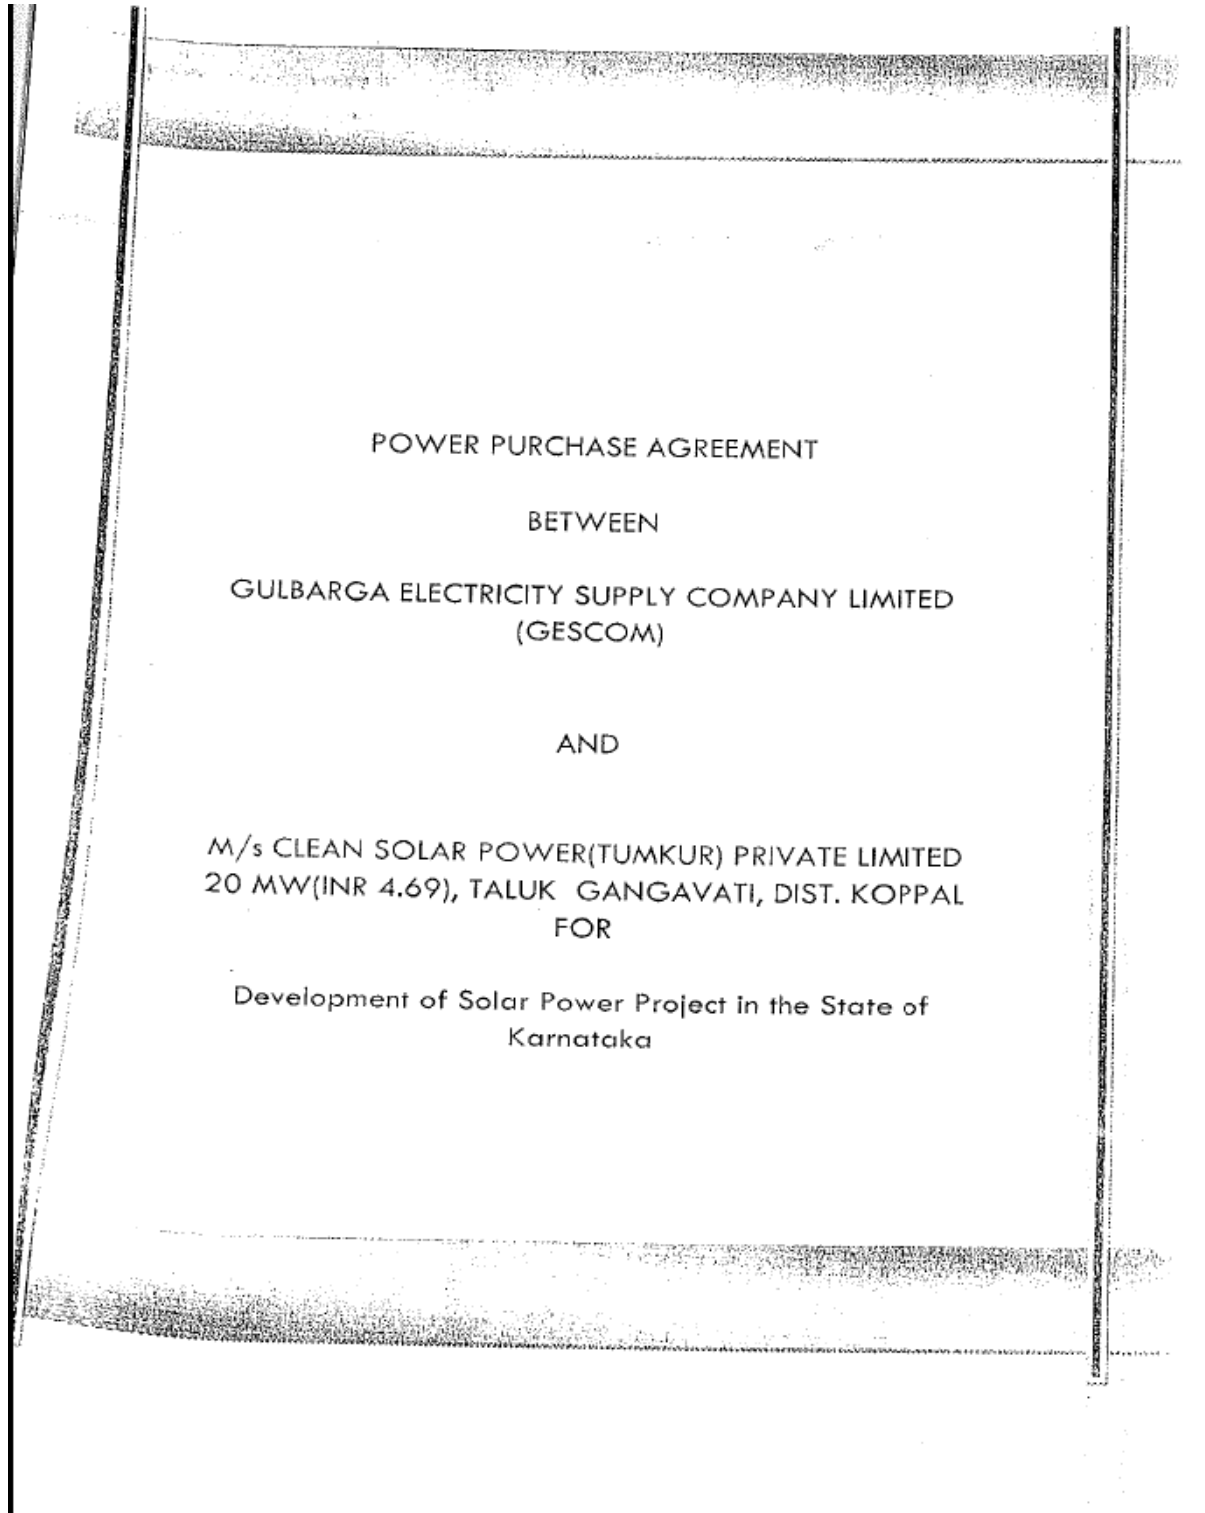 POWER PURCHASE AGREEMENT
BETWEEN
GULBARGA ELECTRICITY SUPPLY COMPANY LIMITED
(GESCOM)
AND
M/s CLEAN SOLAR POWER(TUMKUR) PRIVATE LIMITED
20 MW(INR 4.69), TALUK GANGAVATI, DIST. KOPPAL
FOR
Development of Solar Power Project in the State of
Karnataka